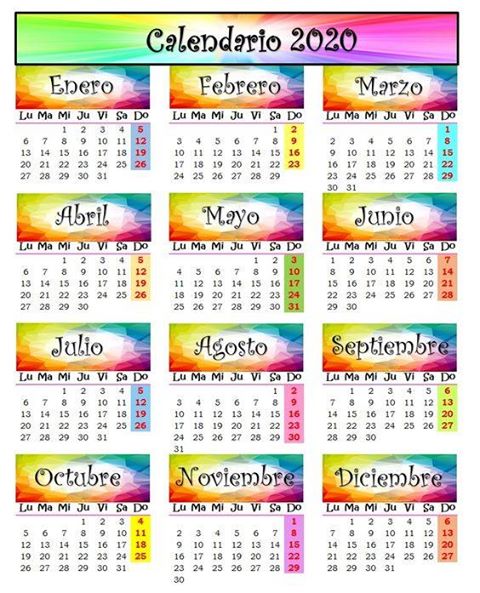 Calendario 2020
Enero
Lu Ma Mi Ju Vi Sa Do
1 2 3 4 5
6 7 8 9 10 11 12
13 14 15 16 17 18 19
20 21 22 23 24 25 26
27 28 29 30 31
Febrero
Lu Ma Mi Ju Vi Sa Do
1 2
3 4 5 6 7 8 9
10 11 12 13 14 15 16
17 18 19 20 21 22 23
24 25 26 27 28 29
Marzo
Lu Ma Mi Ju Vi Sa Do
1
2 3 4 5 6 7 8
9 10 11 12 13 14 15
16 17 18 19 20 21 22
23 24 25 26 27 28 29
30 31
Abril
Lu Ma Mi Ju Vi Sa Do
1 2 3 4 5
6 7 8 9 10 11 12
13 14 15 16 17 18 19
20 21 22 23 24 25 26
27 28 29 30
Mayo
Lu Ma Mi Ju Vi Sa Do
1 2 3
4 5 6 7 8 9 10
11 12 13 14 15 16 17
18 19 20 21 22 23 24
25 26 27 28 29 30 31
Junio
Lu Ma Mi Ju Vi Sa Do
1 2 3 4 5 6 7
8 9 10 11 12 13 14
15 16 17 18 19 20 21
22 23 24 25 26 27 28
29 30
Julio
Lu Ma Mi Ju Vi Sa Do
1 2 3 4 5
6 7 8 9 10 11 12
13 14 15 16 17 18 19
20 21 22 23 24 25 26
27 28 29 30 31
Agosto
Lu Ma Mi Ju Vi Sa Do
1 2
3 4 5 6 7 8 9
10 11 12 13 14 15 16
17 18 19 20 21 22 23
24 25 26 27 28 29 30
31
Septiembre
Lu Ma Mi Ju Vi Sa Do
1 2 3 4 5 6
7 8 9 10 11 12 13
14 15 16 17 18 19 20
21 22 23 24 25 26 27
28 29 30
Octubre
Lu Ma Mi Ju Vi Sa Do
1 2 3 4
5 6 7 8 9 10 11
12 13 14 15 16 17 18
19 20 21 22 23 24 25
26 27 28 29 30 31
Noviembre
Lu Ma Mi Ju Vi Sa Do
1
2 3 4 5 6 7 8
9 10 11 12 13 14 15
16 17 18 19 20 21 22
23 24 25 26 27 28 29
30
Diciembre
Lu Ma Mi Ju Vi Sa Do
1 2 3 4 5 6
7 8 9 10 11 12 13
14 15 16 17 18 19 20
21 22 23 24 25 26 27
28 29 30 31